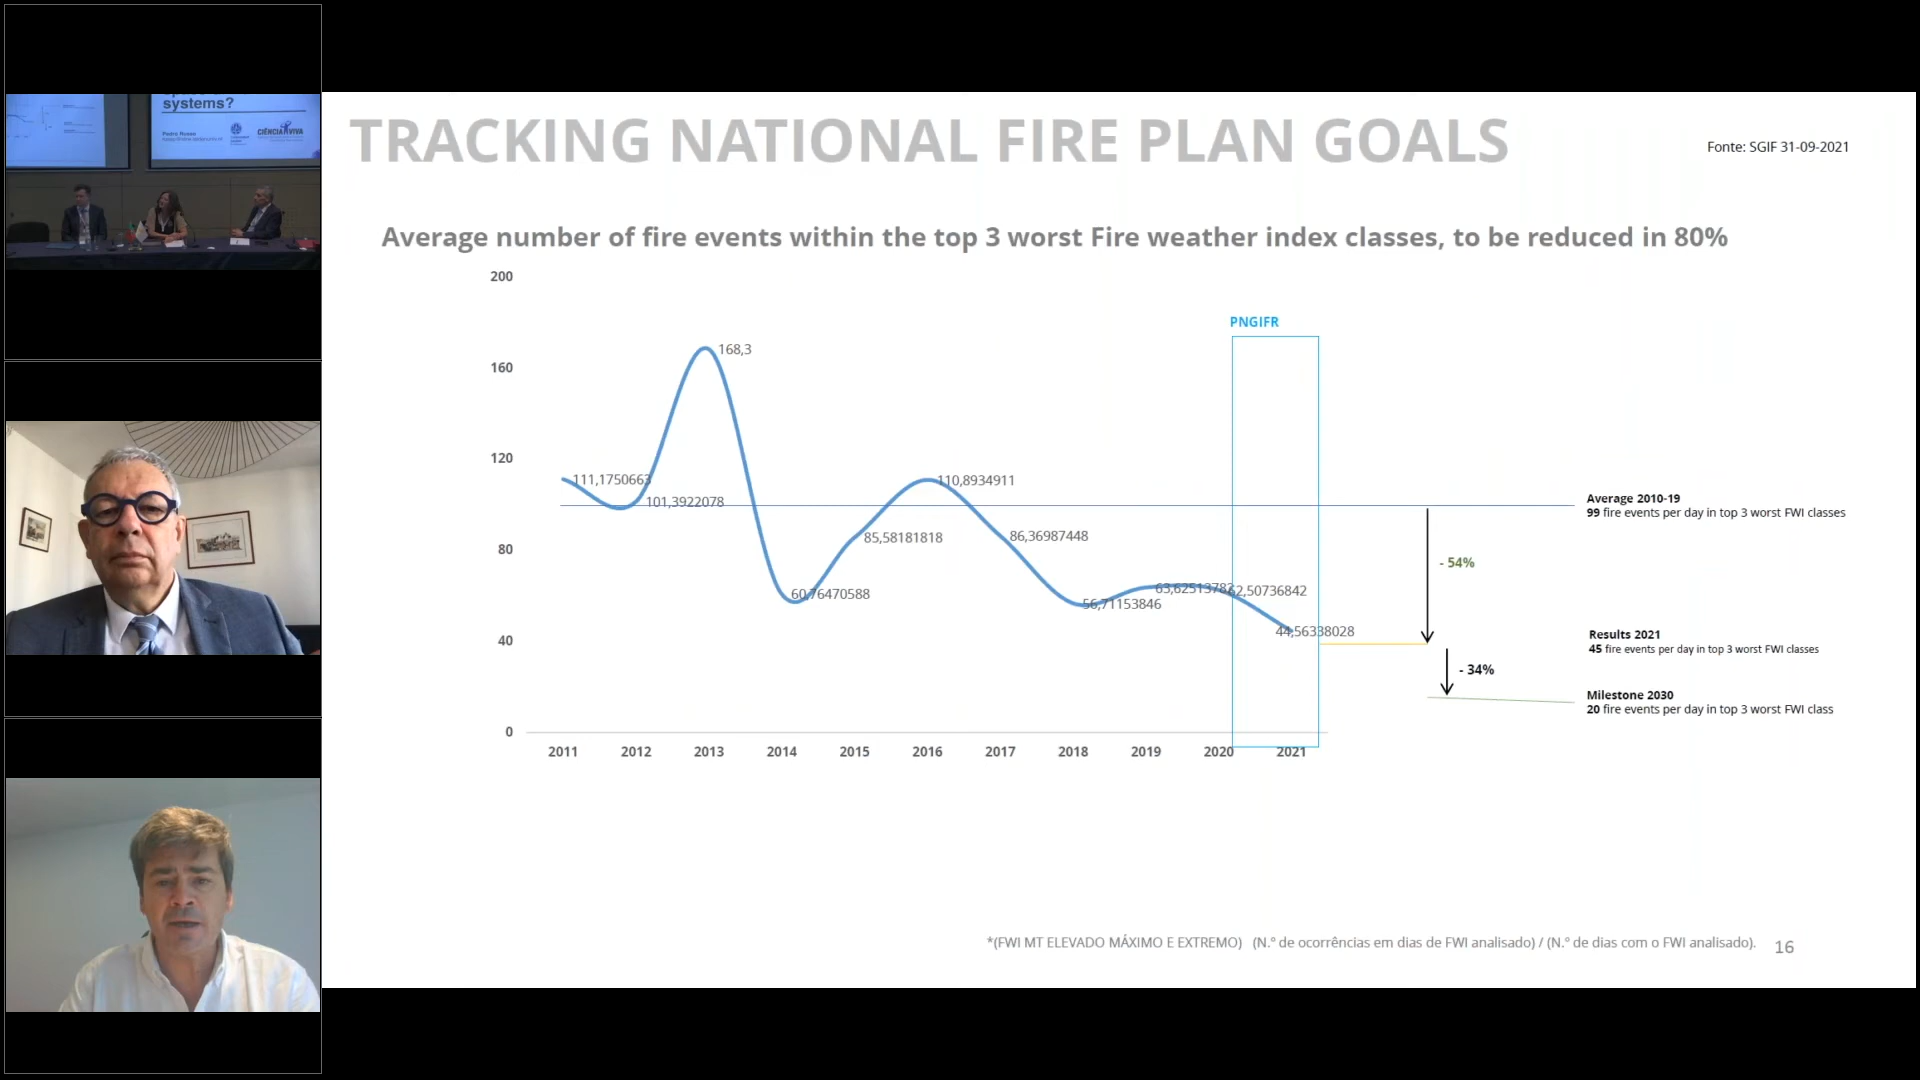 systems?
CIÊNCIA VIVA
TRACKING NATIONAL FIRE PLAN GOALS
Fonte: SGIF 31-09-2021
Average number of fire events within the top 3 worst Fire weather index classes, to be reduced in 80%
200
160
120
80
40
0
PNGIFR
168,3
111,1750663
101,3922078
110,8934911
85,58181818
86,36987448
60,76470588
56,71153846
63,62513782
62,50736842
44,56338028
2011 2012 2013 2014 2015 2016 2017 2018 2019 2020 2021
Average 2010-19
99 fire events per day in top 3 worst FWI classes
- 54%
Results 2021
45 fire events per day in top 3 worst FWI classes
- 34%
Milestone 2030
20 fire events per day in top 3 worst FWI class
*(FWI MT ELEVADO MÁXIMO E EXTREMO) (N.º de ocorrências em dias de FWI analisado) / (N.º de dias com o FWI analisado).
16